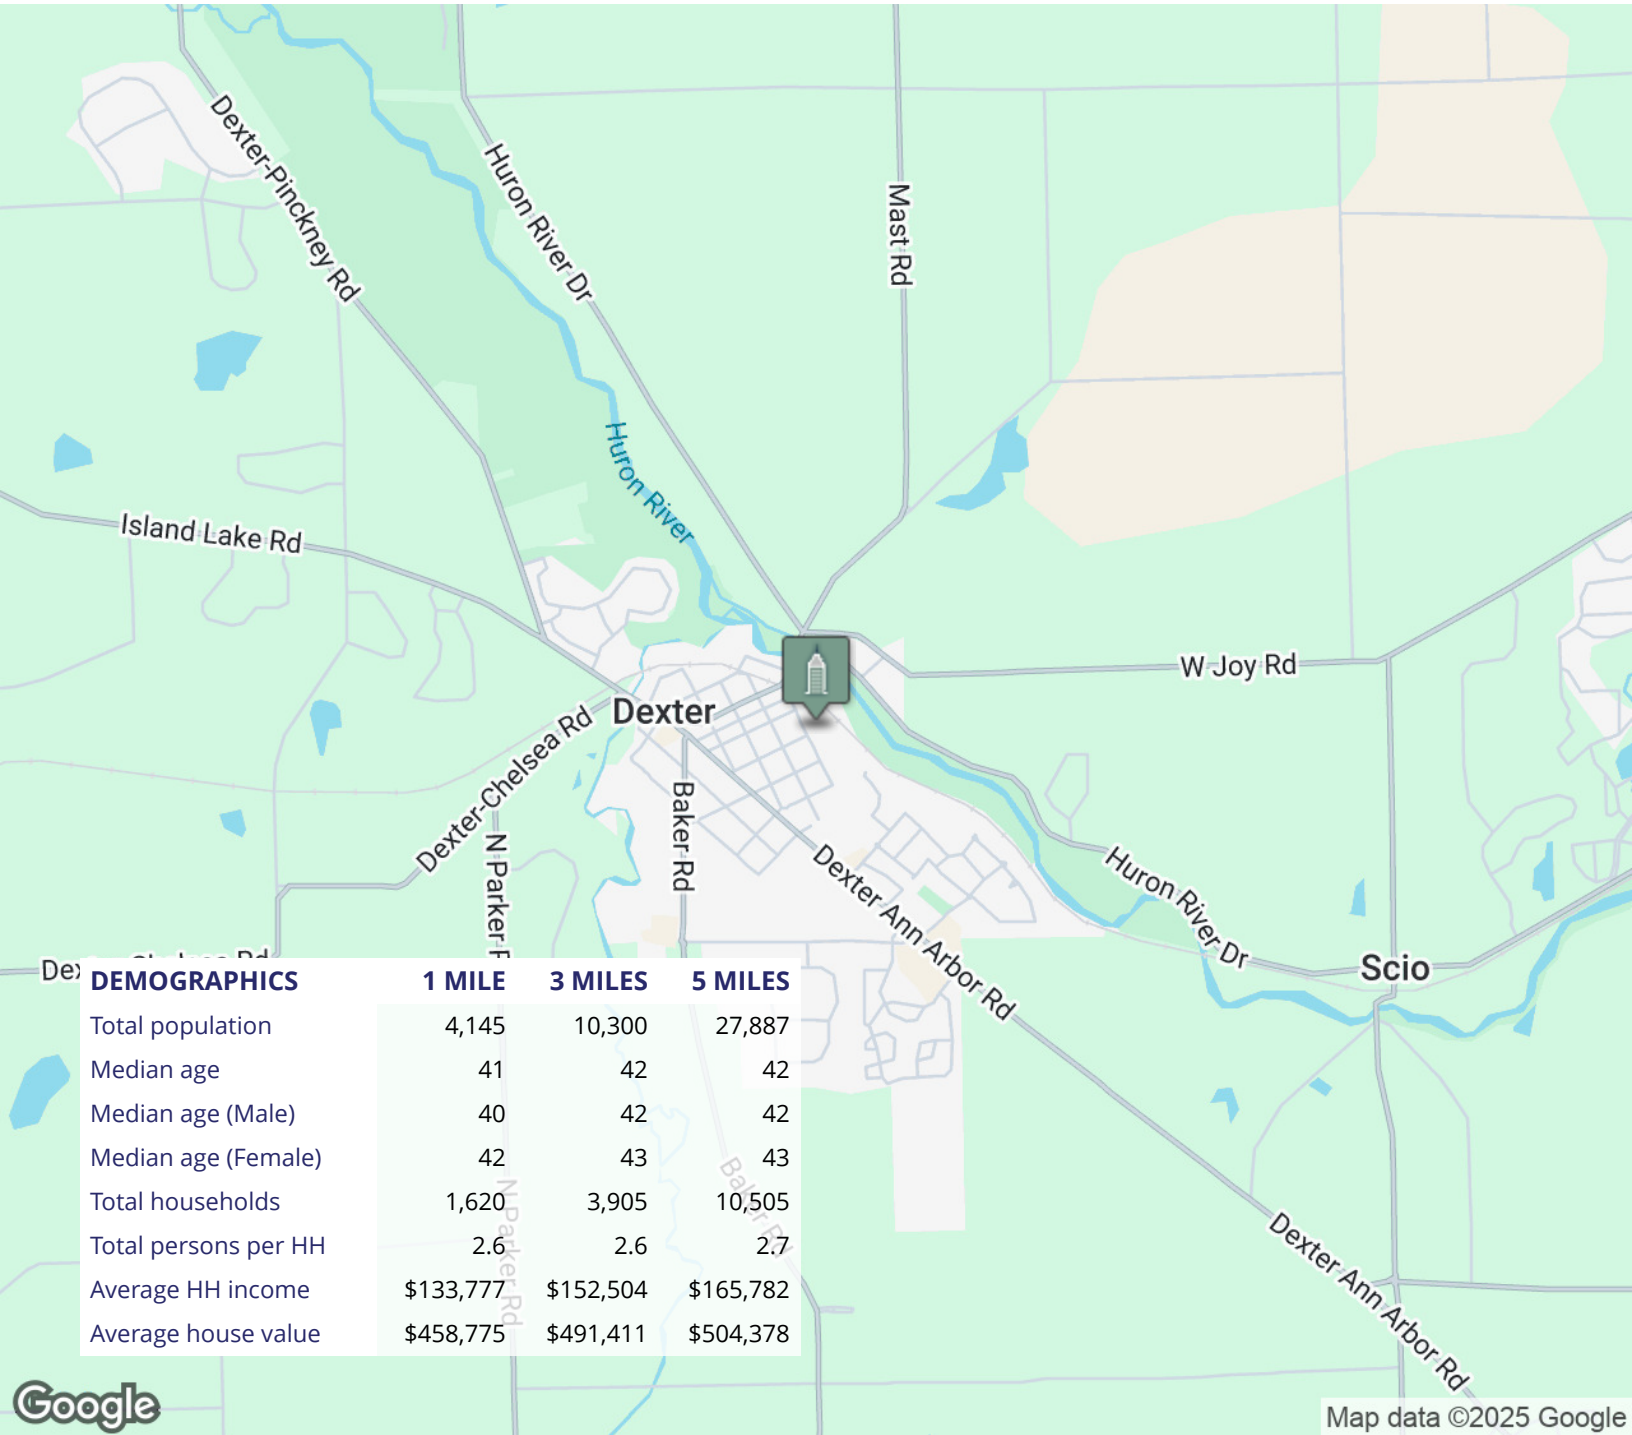 Dexter-Pinckney Rd
Huron River Dr
Mast Rd
Huron River
Island Lake Rd
W Joy Rd
Dexter
Dexter-Chelsea Rd
Baker Rd
N Parker R
Dexter Ann Arbor Rd
Huron River Dr
Scio
DEMOGRAPHICS 1 MILE 3 MILES 5 MILES
Total population 4,145 10,300 27,887
Median age 41 42 42
Median age (Male) 40 42 42
Median age (Female) 42 43 43
Total households 1,620 3,905 10,505
Total persons per HH 2.6 2.6 2.7
Average HH income $133,777 $152,504 $165,782
Average house value $458,775 $491,411 $504,378
N Parker Rd
Baker Rd
Dexter Ann Arbor Rd
Google
Map data ©2025 Google